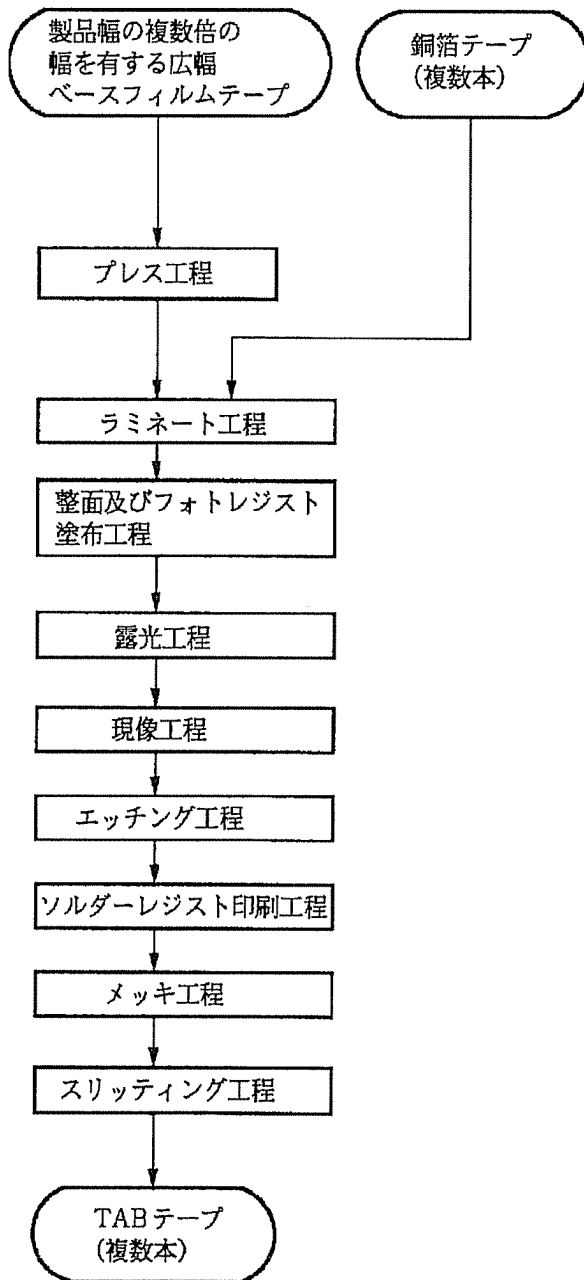 製品幅の複数倍の
幅を有する広幅
ベースフィルムテープ
銅箔テープ
(複数本)
プレス工程
ラミネート工程
整面及びフォトレジスト
塗布工程
露光工程
現像工程
エッチング工程
ソルダーレジスト印刷工程
メッキ工程
スリッティング工程
TABテープ
(複数本)